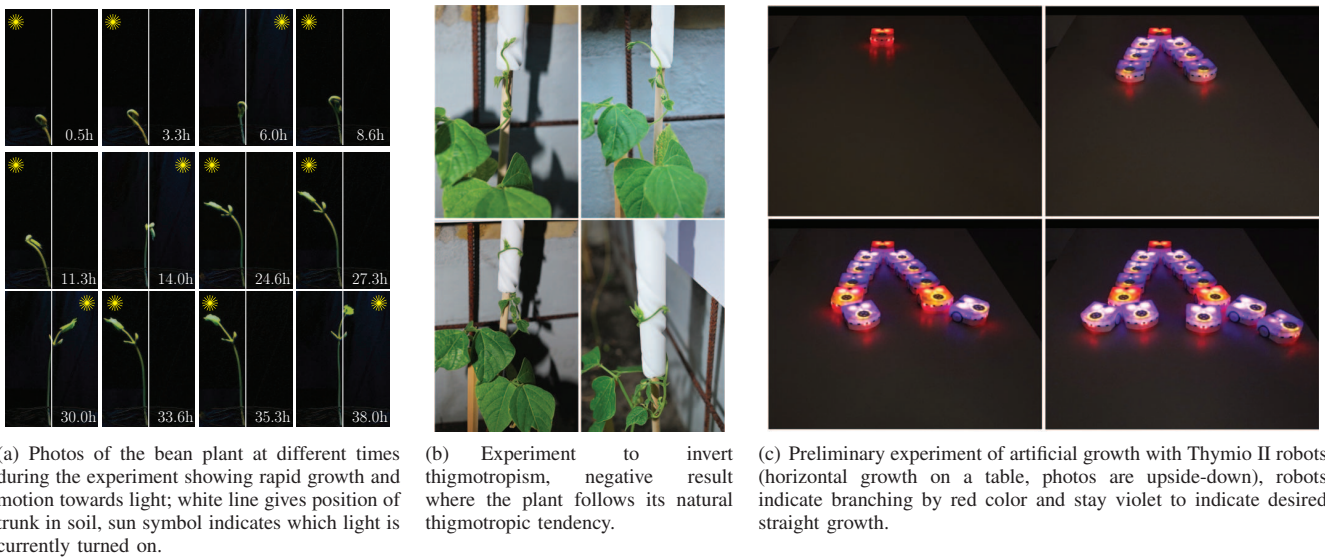 0.5h
3.3h
6.0h
8.6h
11.3h
14.0h
24.6h
27.3h
30.0h
33.6h
35.3h
38.0h
(a) Photos of the bean plant at different times
during the experiment showing rapid growth and
motion towards light; white line gives position of
trunk in soil, sun symbol indicates which light is
currently turned on.
(b) Experiment to invert
thigmotropism, negative result
where the plant follows its natural
thigmotropic tendency.
(c) Preliminary experiment of artificial growth with Thymio II robots
(horizontal growth on a table, photos are upside-down), robots
indicate branching by red color and stay violet to indicate desired
straight growth.